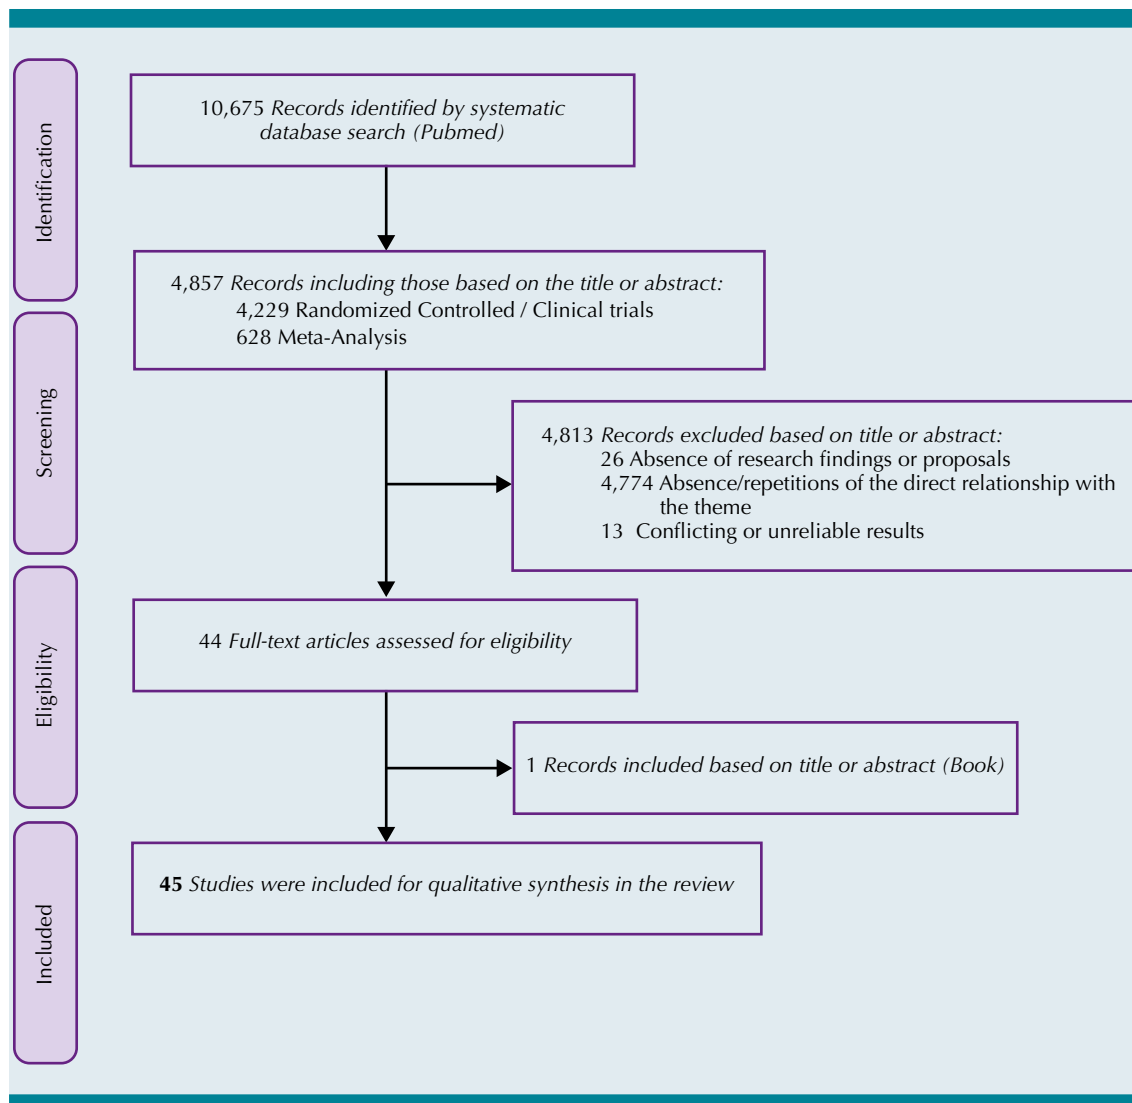 Identification
10,675 Records identified by systematic
database search (Pubmed)
4,857 Records including those based on the title or abstract:
4,229 Randomized Controlled / Clinical trials
628 Meta-Analysis
Screening
4,813 Records excluded based on title or abstract:
26 Absence of research findings or proposals
4,774 Absence/repetitions of the direct relationship with
the theme
13 Conflicting or unreliable results
Eligibility
44 Full-text articles assessed for eligibility
1 Records included based on title or abstract (Book)
Included
45 Studies were included for qualitative synthesis in the review